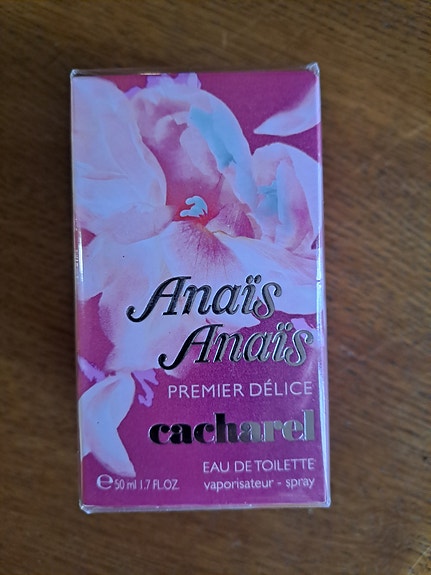 Anaïs
Anaïs
PREMIER DÉLICE
cacharel
EAU DE TOILETTE
℮ 50 ml 1.7 FL.OZ. vaporisateur - spray